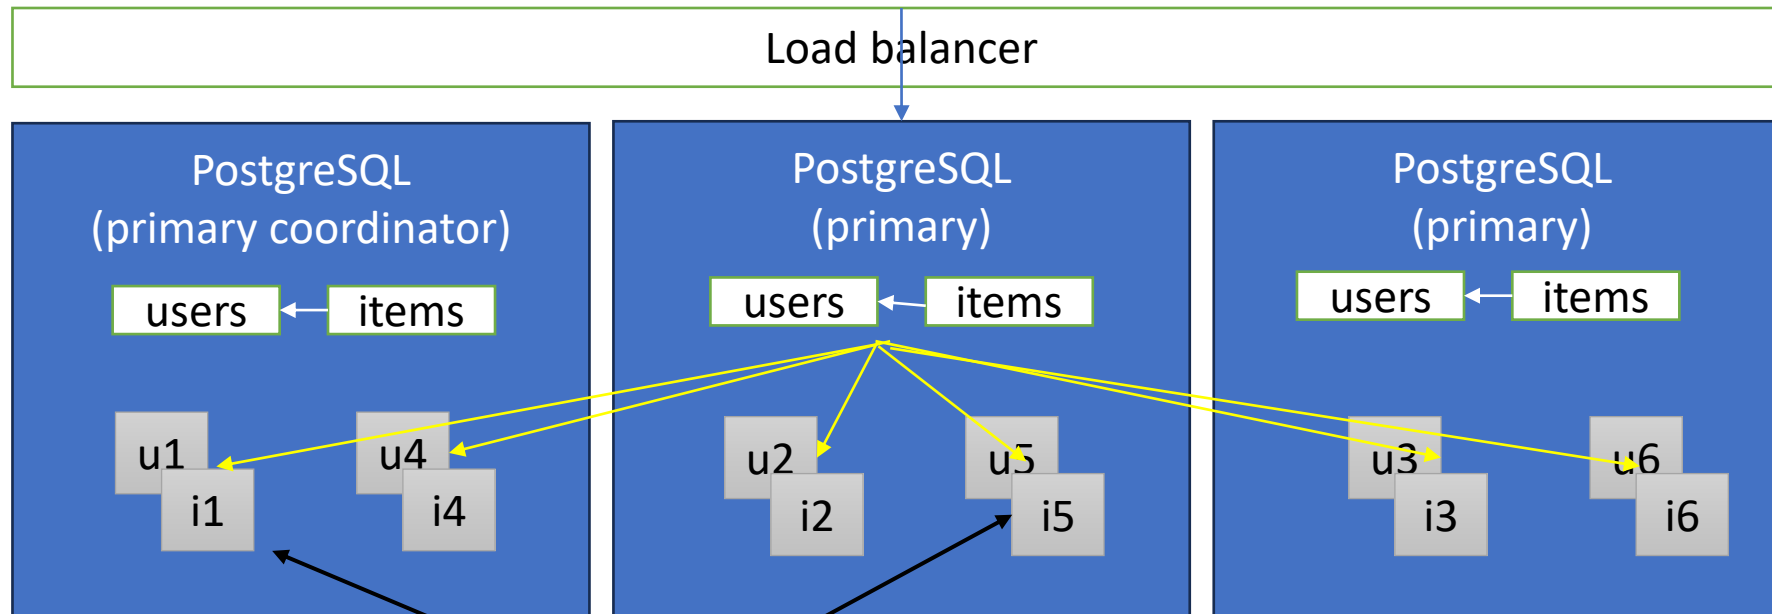 Load balancer
PostgreSQL
(primary coordinator)
users
items
u1
i1
u4
i4
PostgreSQL
(primary)
users
items
u2
i2
u5
i5
PostgreSQL
(primary)
users
items
u3
i3
u6
i6